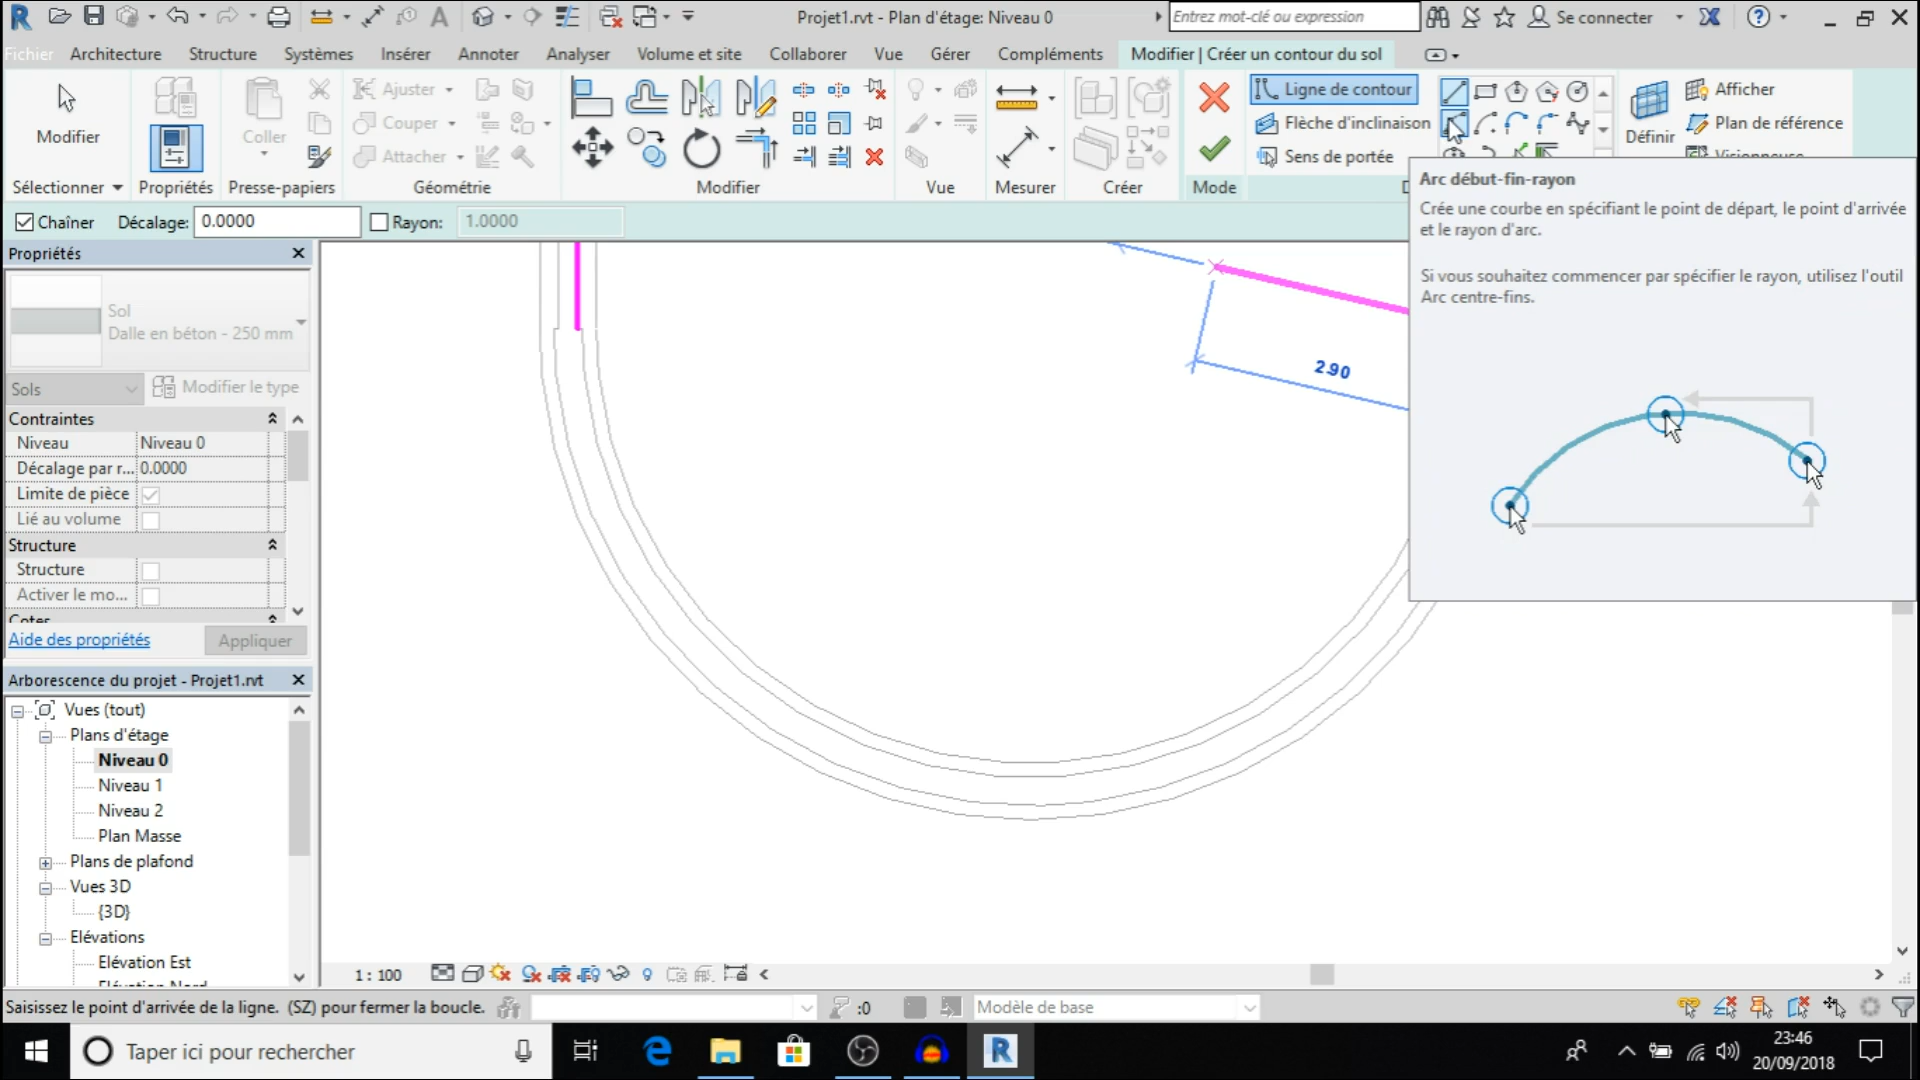 Projet1.rvt - Plan d'étage: Niveau 0
Entrez mot-clé ou expression
Se connecter
Fichier Architecture Structure Systèmes Insérer Annoter Analyser Volume et site Collaborer Vue Gérer Compléments Modifier | Créer un contour du sol
Modifier
Coller
Ajuster
Couper
Attacher
Ligne de contour
Flèche d'inclinaison
Sens de portée
Définir
Afficher
Plan de référence
Visionneuse
Sélectionner Propriétés Presse-papiers Géométrie Modifier Vue Mesurer Créer Mode
Arc début-fin-rayon
Crée une courbe en spécifiant le point de départ, le point d'arrivée
et le rayon d'arc.
Si vous souhaitez commencer par spécifier le rayon, utilisez l'outil
Arc centre-fins.
Chaîner Décalage: 0.0000 Rayon: 1.0000
Propriétés
Sol
Dalle en béton - 250 mm
Sols Modifier le type
Contraintes
Niveau Niveau 0
Décalage par r... 0.0000
Limite de pièce
Lié au volume
Structure
Structure
Activer le mo...
Cotes
Aide des propriétés Appliquer
2.90
Arborescence du projet - Projet1.rvt
Vues (tout)
Plans d'étage
Niveau 0
Niveau 1
Niveau 2
Plan Masse
Plans de plafond
Vues 3D
{3D}
Elévations
Elévation Est
Elévation Nord
1 : 100
Saisissez le point d'arrivée de la ligne. (SZ) pour fermer la boucle.
:0
Modèle de base
Taper ici pour rechercher
23:46
20/09/2018